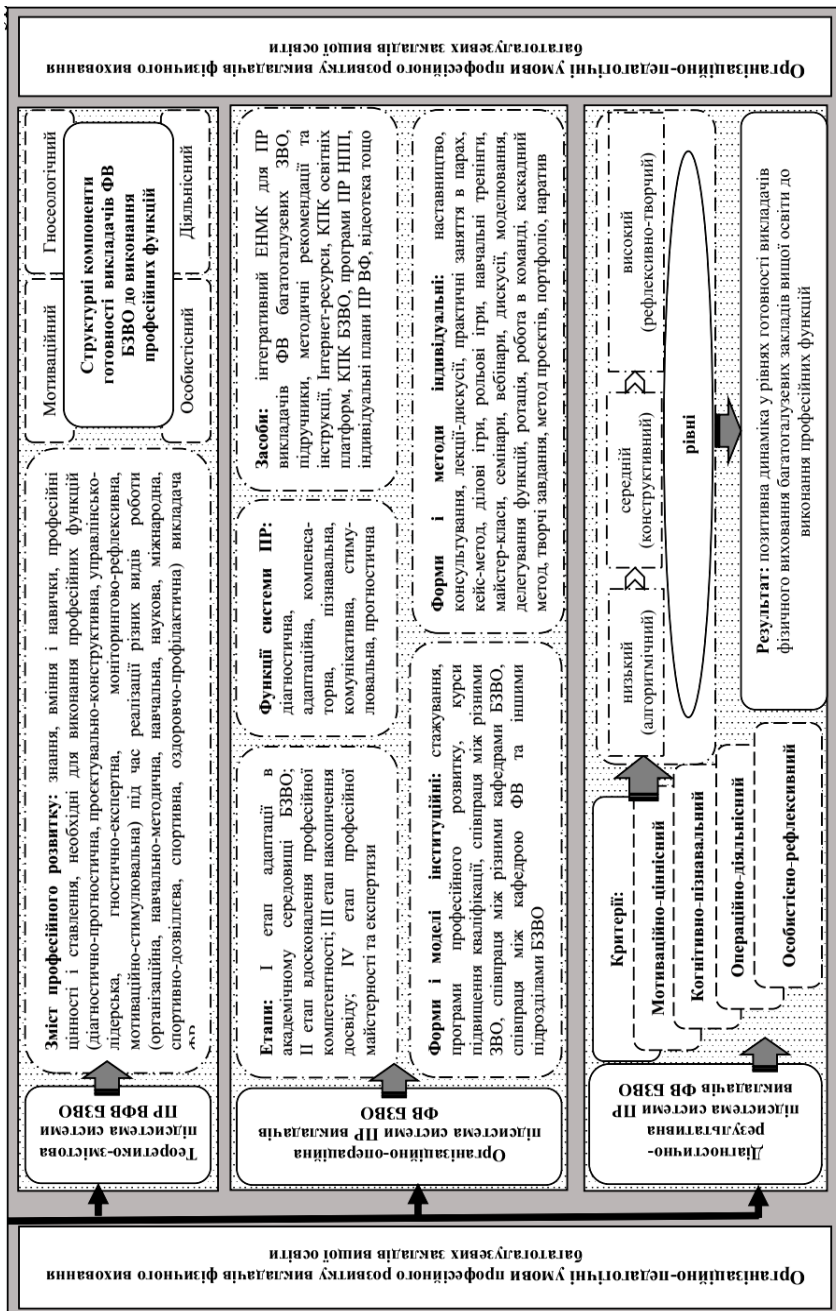 Організаційно-педагогічні умови професійного розвитку викладачів фізичного виховання
багатогалузевих закладів вищої освіти
Теоретико-змістова
підсистема системи
ПР ВФВ БЗВО
Зміст професійного розвитку: знання, вміння і навички, професійні
цінності і ставлення, необхідні для виконання професійних функцій
(діагностично-прогностична, проєктувально-конструктивна, управлінсько-
лідерська, гностично-експертна, моніторингово-рефлексивна,
мотиваційно-стимулювальна) під час реалізації різних видів роботи
(організаційна, навчально-методична, навчальна, наукова, міжнародна,
спортивно-дозвіллєва, спортивна, оздоровчо-профілактична) викладача
ФВ
Мотиваційний
Гносеологічний
Структурні компоненти
готовності викладачів ФВ
БЗВО до виконання
професійних функцій
Особистісний
Діяльнісний
Організаційно-операційна
підсистема системи ПР викладачів
ФВ БЗВО
Етапи: І етап адаптації в
академічному середовищі БЗВО;
ІІ етап вдосконалення професійної
компетентності; ІІІ етап накопичення
досвіду; IV етап професійної
майстерності та експертизи
Функції системи ПР:
діагностична,
адаптаційна, компенса-
торна, пізнавальна,
комунікативна, стиму-
лювальна, прогностична
Засоби: інтегративний ЕНМК для ПР
викладачів ФВ багатогалузевих ЗВО,
підручники, методичні рекомендації та
інструкції, Інтернет-ресурси, КПК освітніх
платформ, КПК БЗВО, програми ПР НПП,
індивідуальні плани ПР ВФ, відеотека тощо
Форми і моделі інституційні: стажування,
програми професійного розвитку, курси
підвищення кваліфікації, співпраця між різними
ЗВО, співпраця між різними кафедрами БЗВО,
співпраця між кафедрою ФВ та іншими
підрозділами БЗВО
Форми і методи індивідуальні: наставництво,
консультування, лекції-дискусії, практичні заняття в парах,
кейс-метод, ділові ігри, рольові ігри, навчальні тренінги,
майстер-класи, семінари, вебінари, дискусії, моделювання,
делегування функцій, ротація, робота в команді, каскадний
метод, творчі завдання, метод проєктів, портфоліо, наратив
Діагностично-
результативна
підсистема системи ПР
викладачів ФВ БЗВО
Критерії:
Мотиваційно-ціннісний
Когнітивно-пізнавальний
Операційно-діяльнісний
Особистісно-рефлексивний
низький
(алгоритмічний)
середній
(конструктивний)
високий
(рефлексивно-творчий)
рівні
Результат: позитивна динаміка у рівнях готовності викладачів
фізичного виховання багатогалузевих закладів вищої освіти до
виконання професійних функцій
Організаційно-педагогічні умови професійного розвитку викладачів фізичного виховання
багатогалузевих закладів вищої освіти